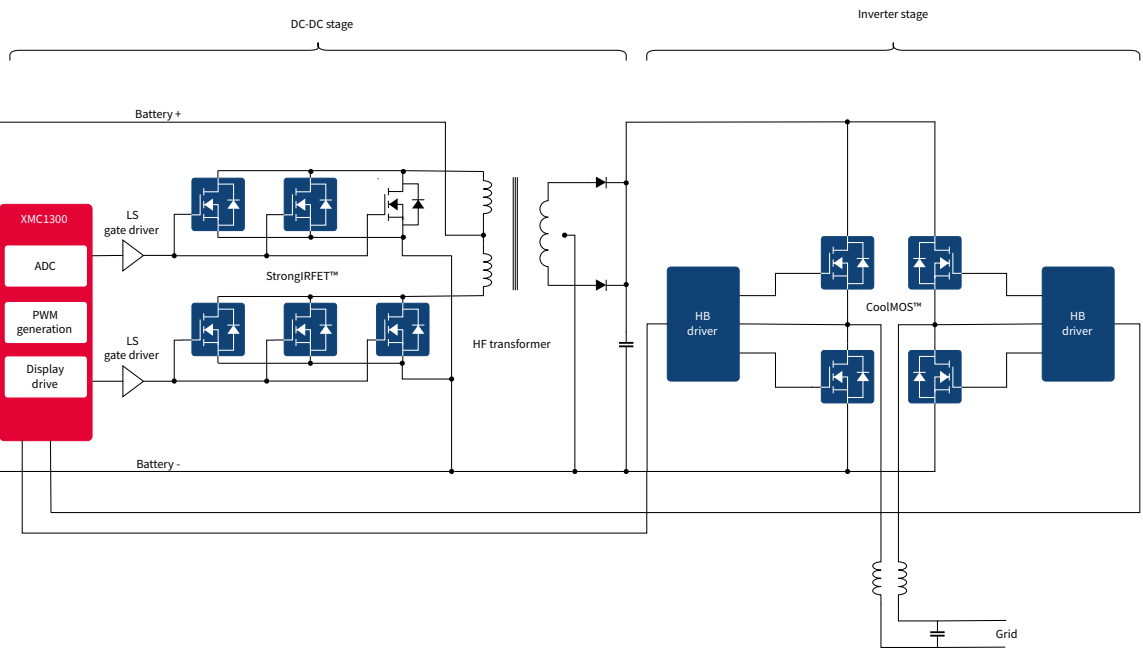 DC-DC stage
Inverter stage
Battery +
XMC1300
ADC
PWM
generation
Display
drive
LS
gate driver
StrongIRFET™
LS
gate driver
HF transformer
HB
driver
CoolMOS™
HB
driver
Battery -
Grid